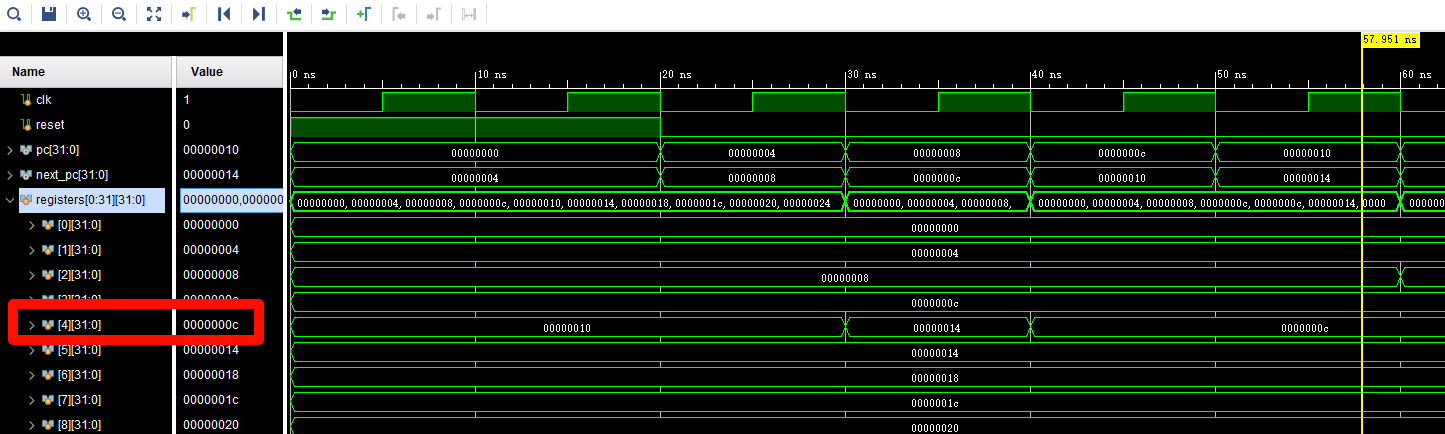 57.951 ns
Name Value
0 ns 10 ns 20 ns 30 ns 40 ns 50 ns 60 ns
clk 1
reset 0
pc[31:0] 00000010 00000000 00000004 00000008 0000000c 00000010
next_pc[31:0] 00000014 00000004 00000008 0000000c 00000010 00000014
registers[0:31][31:0] 00000000,000000 00000000,00000004,00000008,0000000c,00000010,00000014,00000018,0000001c,00000020,00000024 00000000,00000004,00000008, 00000000,00000004,00000008,0000000c,0000000c,00000014,0000 000000
[0][31:0] 00000000 00000000
[1][31:0] 00000004 00000004
[2][31:0] 00000008 00000008
[3][31:0] 0000000c 0000000c
[4][31:0] 0000000c 00000010 00000014 0000000c
[5][31:0] 00000014 00000014
[6][31:0] 00000018 00000018
[7][31:0] 0000001c 0000001c
[8][31:0] 00000020 00000020